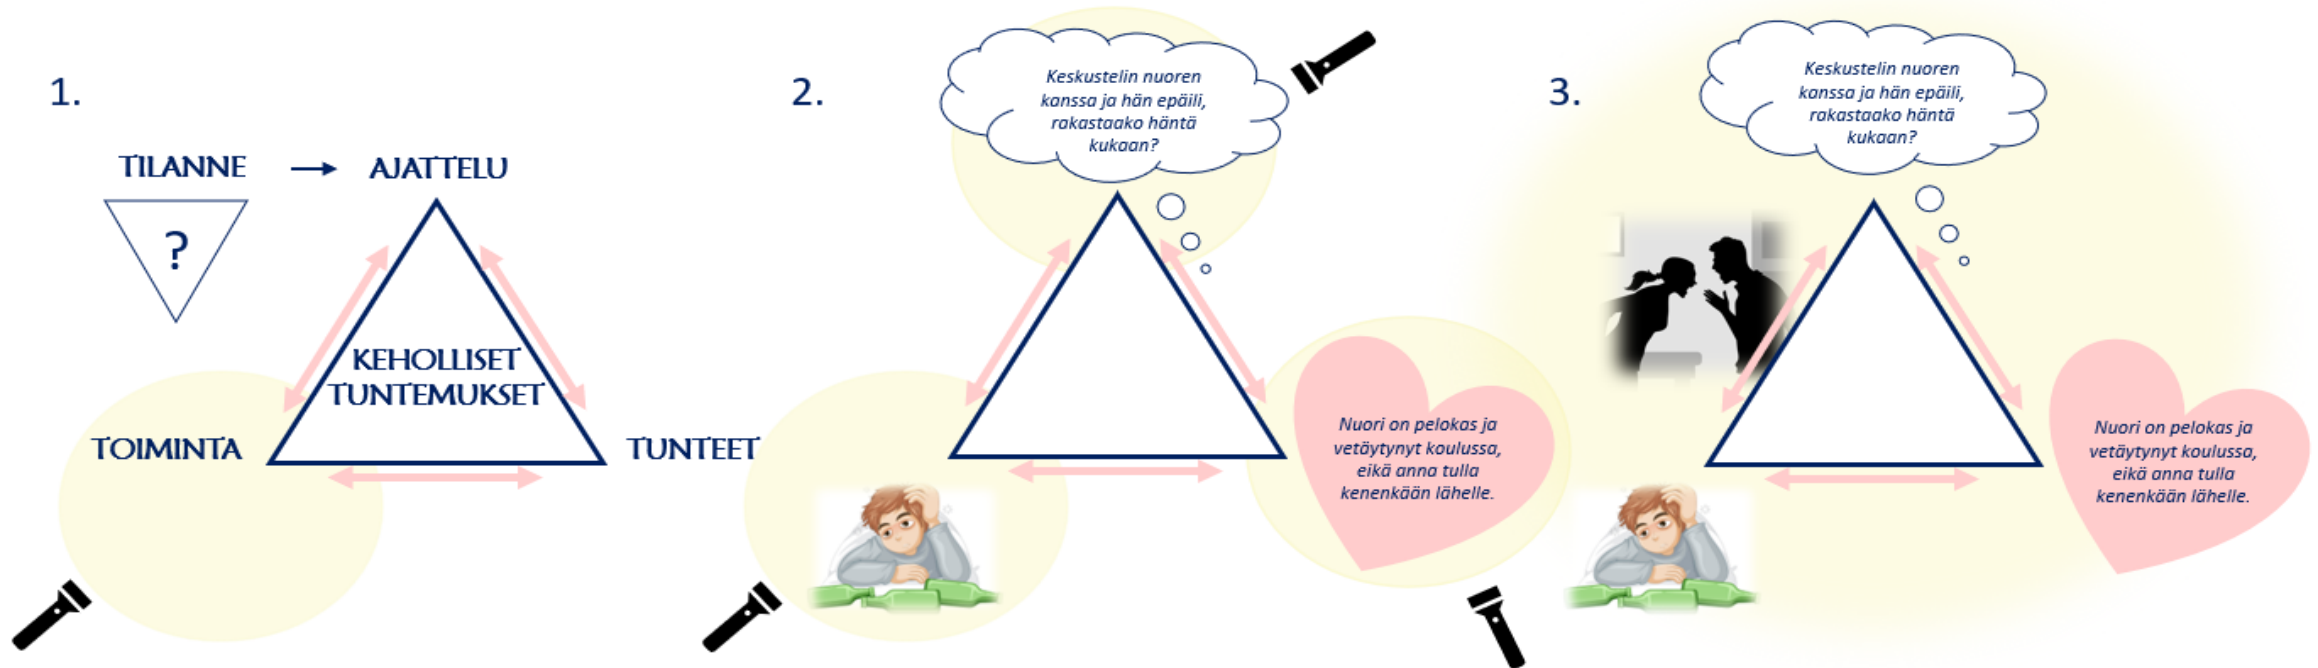 1.
TILANNE
AJATTELU
?
KEHOLLISET
TUNTEMUKSET
TOIMINTA
TUNTEET
2.
Keskustelin nuoren
kanssa ja hän epäili,
rakastaako häntä
kukaan?
Nuori on pelokas ja
vetäytynyt koulussa,
eikä anna tulla
kenenkään lähelle.
3.
Keskustelin nuoren
kanssa ja hän epäili,
rakastaako häntä
kukaan?
Nuori on pelokas ja
vetäytynyt koulussa,
eikä anna tulla
kenenkään lähelle.